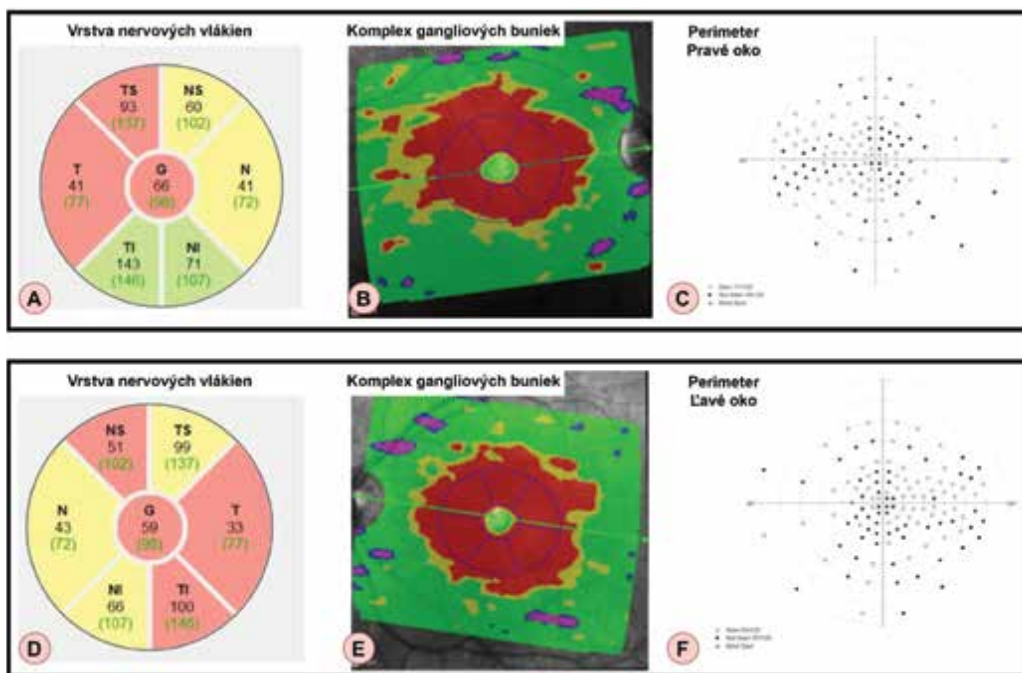 Vrstva nervových vlákien
Komplex gangliových buniek
Perimeter
Pravé oko
TS
93
(137)
NS
60
(102)
T
41
(77)
G
66
(98)
N
41
(72)
TI
143
(146)
NI
71
(107)
A
B
C
Vrstva nervových vlákien
Komplex gangliových buniek
Perimeter
Ľavé oko
NS
51
(102)
TS
99
(137)
N
43
(72)
G
59
(98)
T
33
(77)
NI
66
(107)
TI
100
(146)
D
E
F